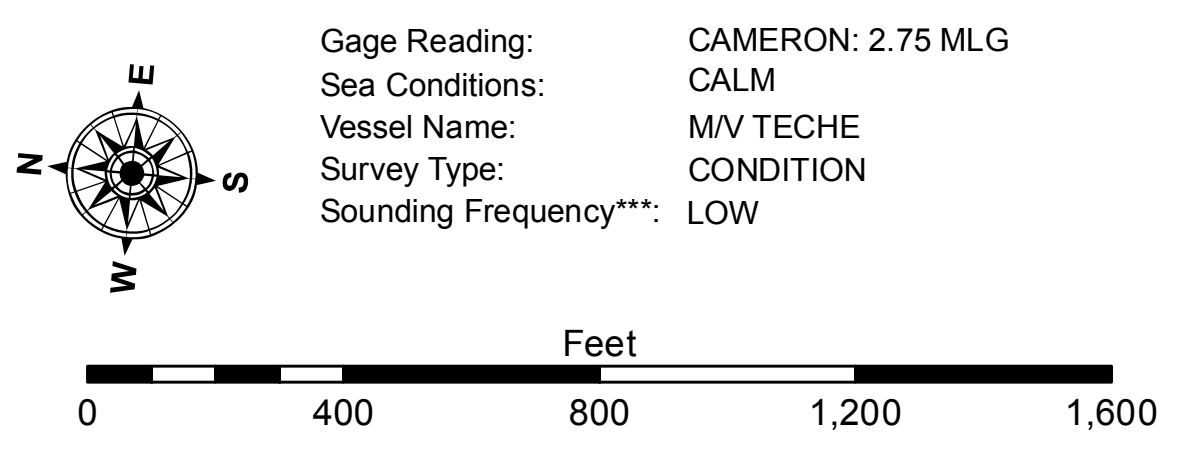 E
N
S
W
Gage Reading: CAMERON: 2.75 MLG
Sea Conditions: CALM
Vessel Name: M/V TECHE
Survey Type: CONDITION
Sounding Frequency***: LOW
Feet
0 400 800 1,200 1,600